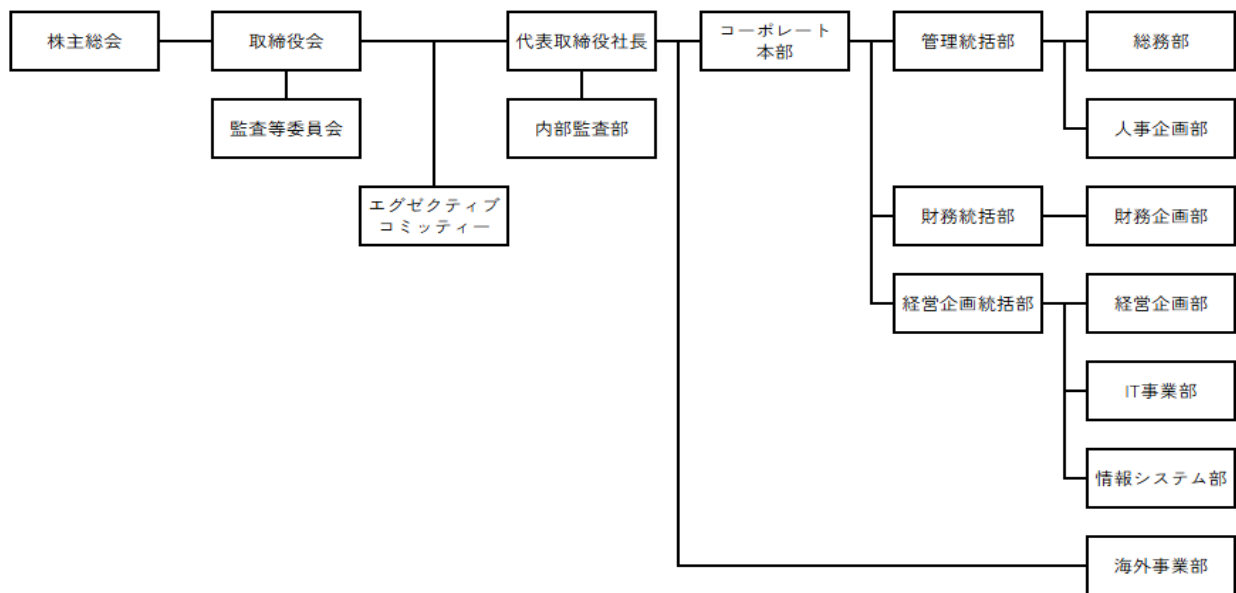 株主総会
取締役会
代表取締役社長
コーポレート
本部
管理統括部
総務部
監査等委員会
内部監査部
人事企画部
エグゼクティブ
コミッティー
財務統括部
財務企画部
経営企画統括部
経営企画部
IT事業部
情報システム部
海外事業部